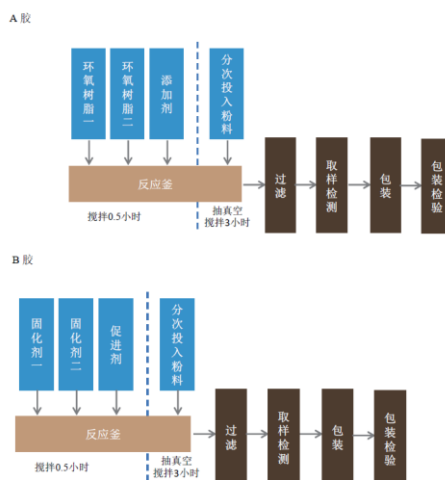 A 胶
环氧树脂一
环氧树脂二
添加剂
分次投入粉料
反应釜
过滤
取样检测
包装
包装检验
搅拌0.5小时
抽真空
搅拌3小时
B 胶
固化剂一
固化剂二
促进剂
分次投入粉料
反应釜
过滤
取样检测
包装
包装检验
搅拌0.5小时
抽真空
搅拌3小时